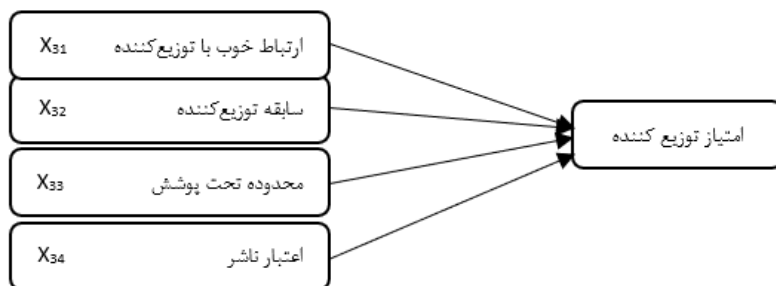 ارتباط خوب با توزیع‌کننده X₃₁
سابقه توزیع‌کننده X₃₂
محدوده تحت پوشش X₃₃
اعتبار ناشر X₃₄
امتیاز توزیع کننده